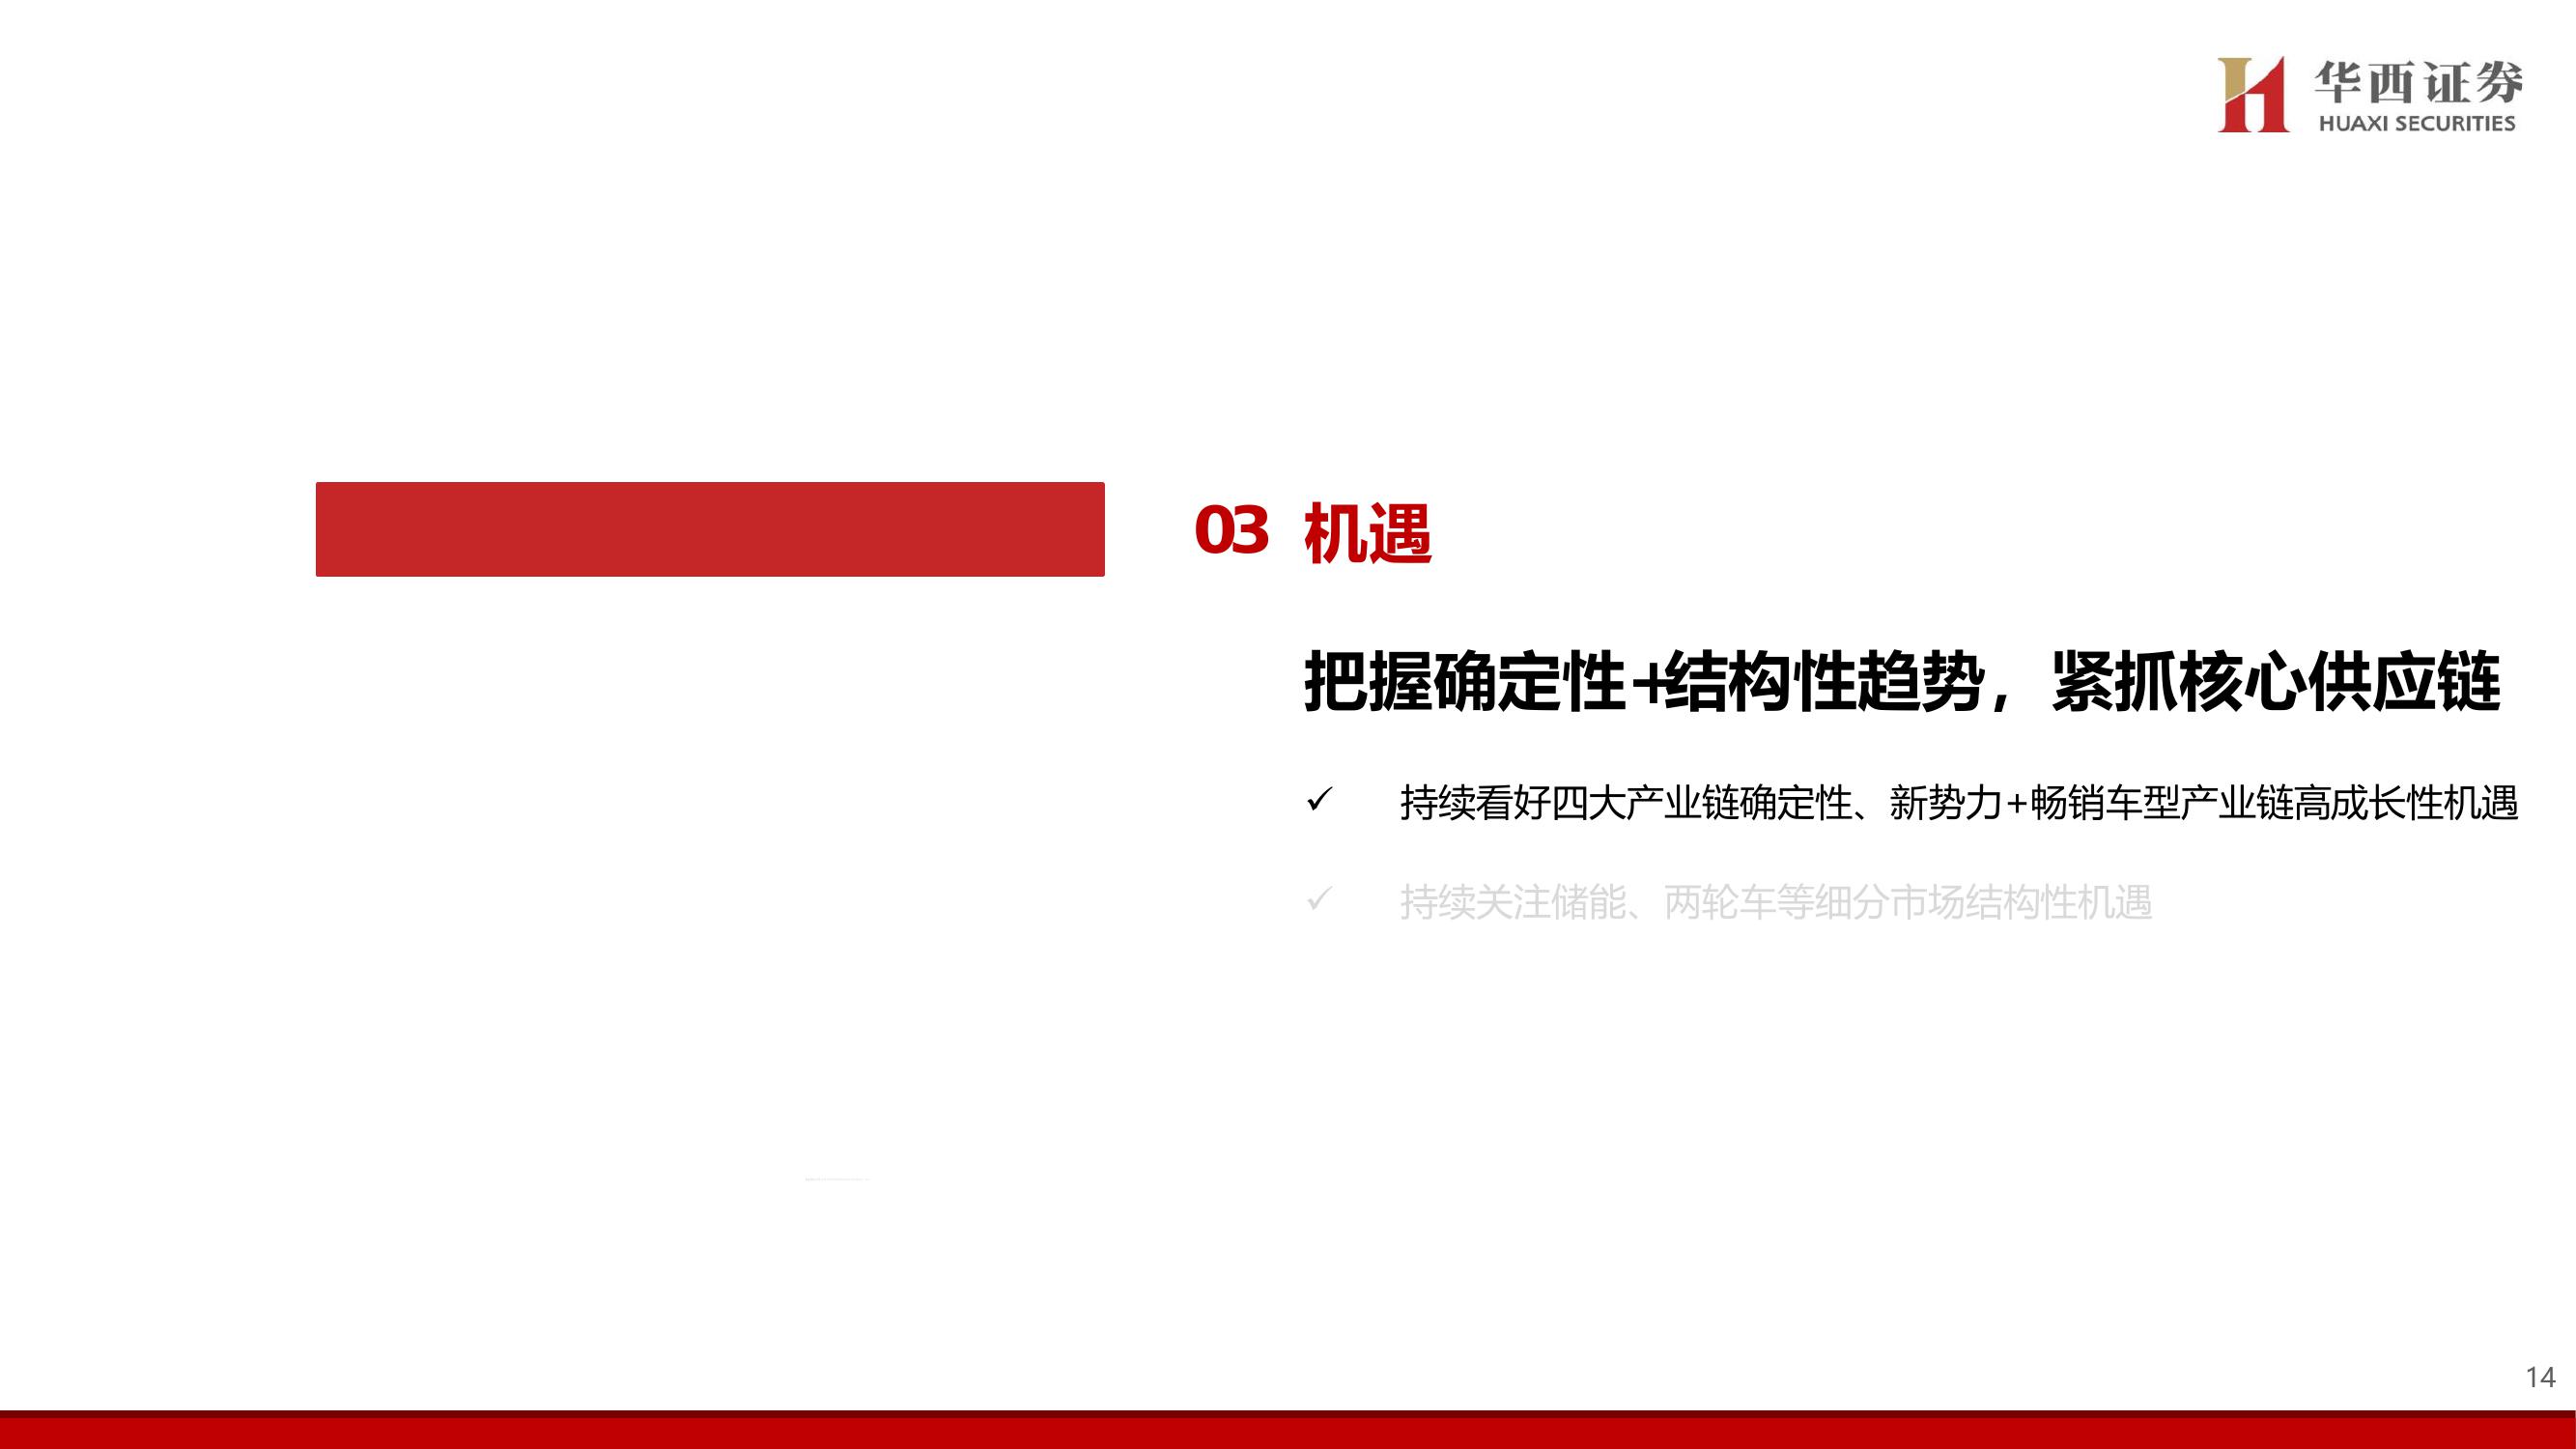 华西证券
HUAXI SECURITIES
03 机遇
把握确定性+结构性趋势，紧抓核心供应链
✓ 持续看好四大产业链确定性、新势力+畅销车型产业链高成长性机遇
✓ 持续关注储能、两轮车等细分市场结构性机遇
14